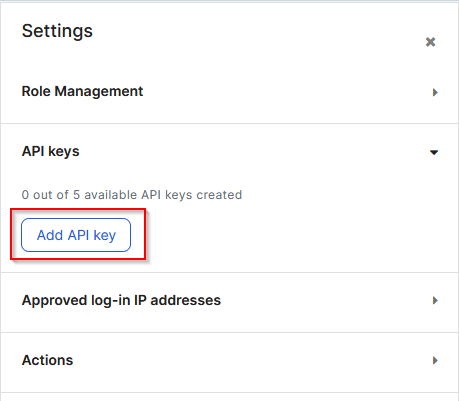 Settings
Role Management
API keys
0 out of 5 available API keys created
Add API key
Approved log-in IP addresses
Actions